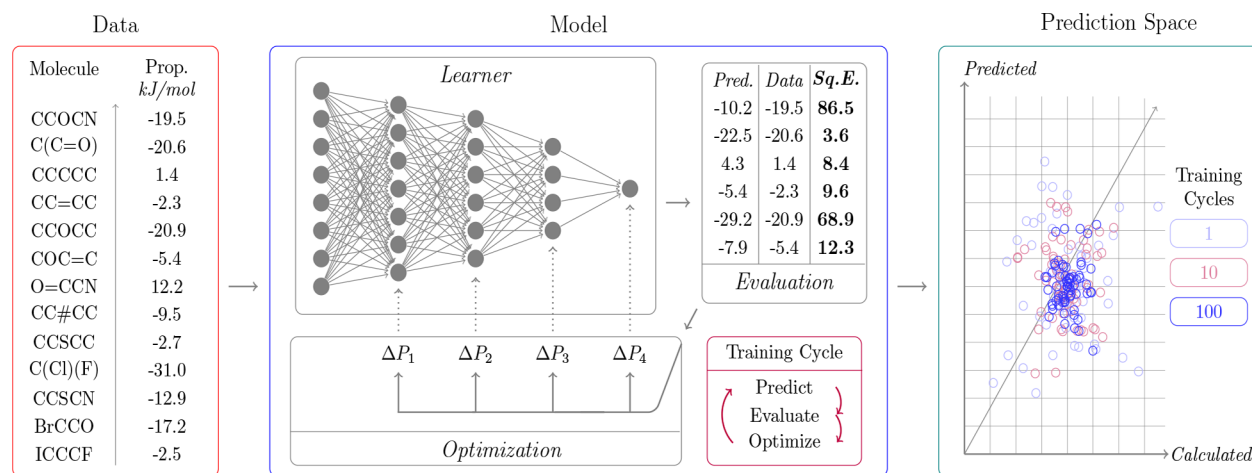 Data
Molecule Prop.
kJ/mol
CCOCN -19.5
C(C=O) -20.6
CCCCC 1.4
CC=CC -2.3
CCOCC -20.9
COC=C -5.4
O=CCN 12.2
CC#CC -9.5
CCSCC -2.7
C(Cl)(F) -31.0
CCSCN -12.9
BrCCO -17.2
ICCCF -2.5
Model
Learner
Pred. Data Sq.E.
-10.2 -19.5 86.5
-22.5 -20.6 3.6
4.3 1.4 8.4
-5.4 -2.3 9.6
-29.2 -20.9 68.9
-7.9 -5.4 12.3
Evaluation
ΔP₁ ΔP₂ ΔP₃ ΔP₄
Optimization
Training Cycle
Predict
Evaluate
Optimize
Prediction Space
Predicted
Calculated
Training
Cycles
1
10
100